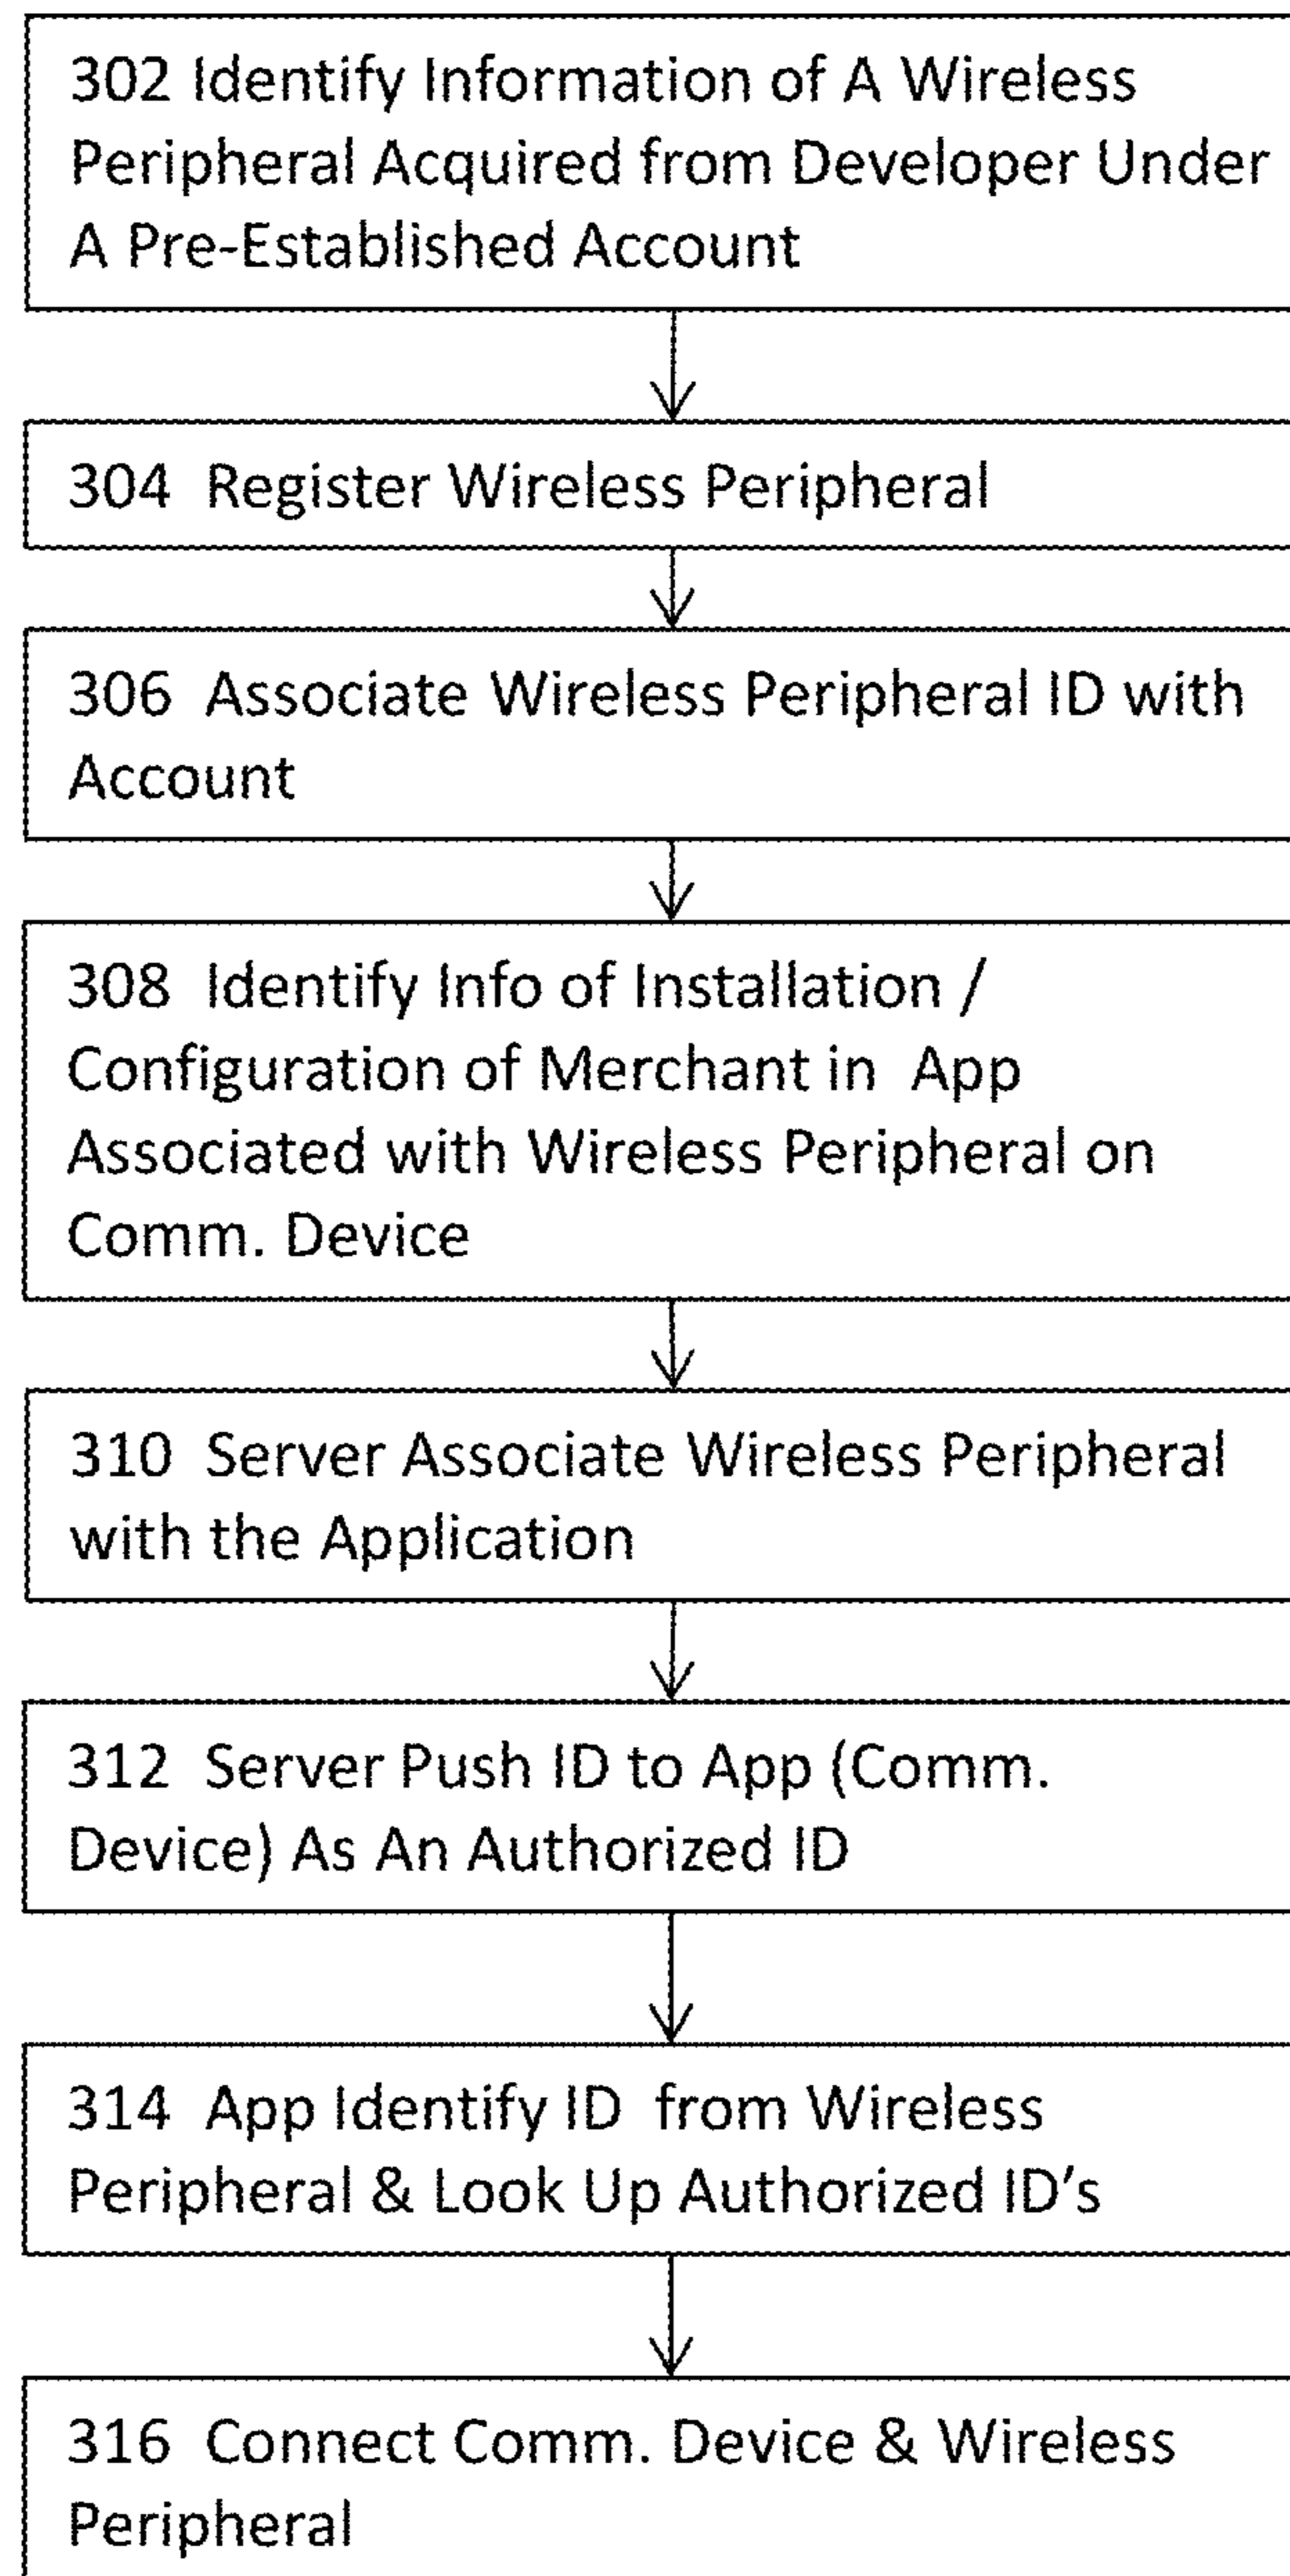 302 Identify Information of A Wireless
Peripheral Acquired from Developer Under
A Pre-Established Account
304 Register Wireless Peripheral
306 Associate Wireless Peripheral ID with
Account
308 Identify Info of Installation /
Configuration of Merchant in App
Associated with Wireless Peripheral on
Comm. Device
310 Server Associate Wireless Peripheral
with the Application
312 Server Push ID to App (Comm.
Device) As An Authorized ID
314 App Identify ID from Wireless
Peripheral & Look Up Authorized ID's
316 Connect Comm. Device & Wireless
Peripheral